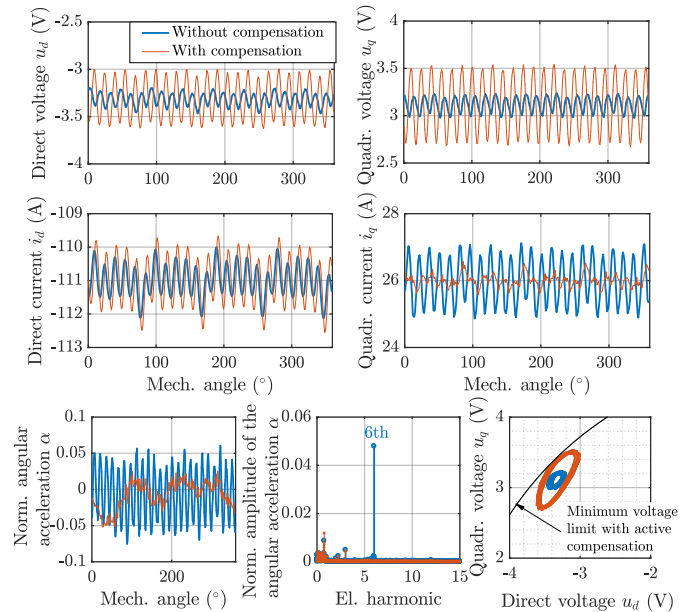 Without compensation
With compensation
Direct voltage u_d (V)
-2.5
-3
-3.5
-4
0
100
200
300
Quadr. voltage u_q (V)
4
3.5
3
2.5
0
100
200
300
Direct current i_d (A)
-109
-110
-111
-112
-113
0
100
200
300
Mech. angle (°)
Quadr. current i_q (A)
28
26
24
0
100
200
300
Mech. angle (°)
Norm. angular
acceleration α
0.1
0.05
0
-0.05
-0.1
0
200
Mech. angle (°)
Norm. amplitude of the
angular acceleration α
0.06
0.04
0.02
0
6th
0
5
10
15
El. harmonic
Quadr. voltage u_q (V)
4
3
2
Minimum voltage
limit with active
compensation
-4
-3
-2
Direct voltage u_d (V)